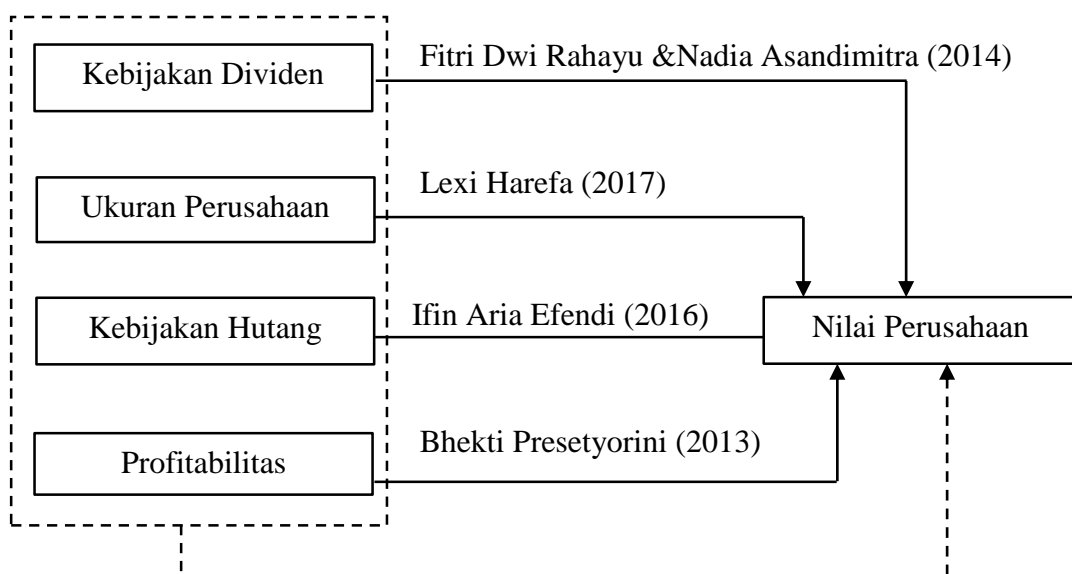 Kebijakan Dividen
Fitri Dwi Rahayu &Nadia Asandimitra (2014)
Ukuran Perusahaan
Lexi Harefa (2017)
Kebijakan Hutang
Ifin Aria Efendi (2016)
Nilai Perusahaan
Profitabilitas
Bhekti Presetyorini (2013)